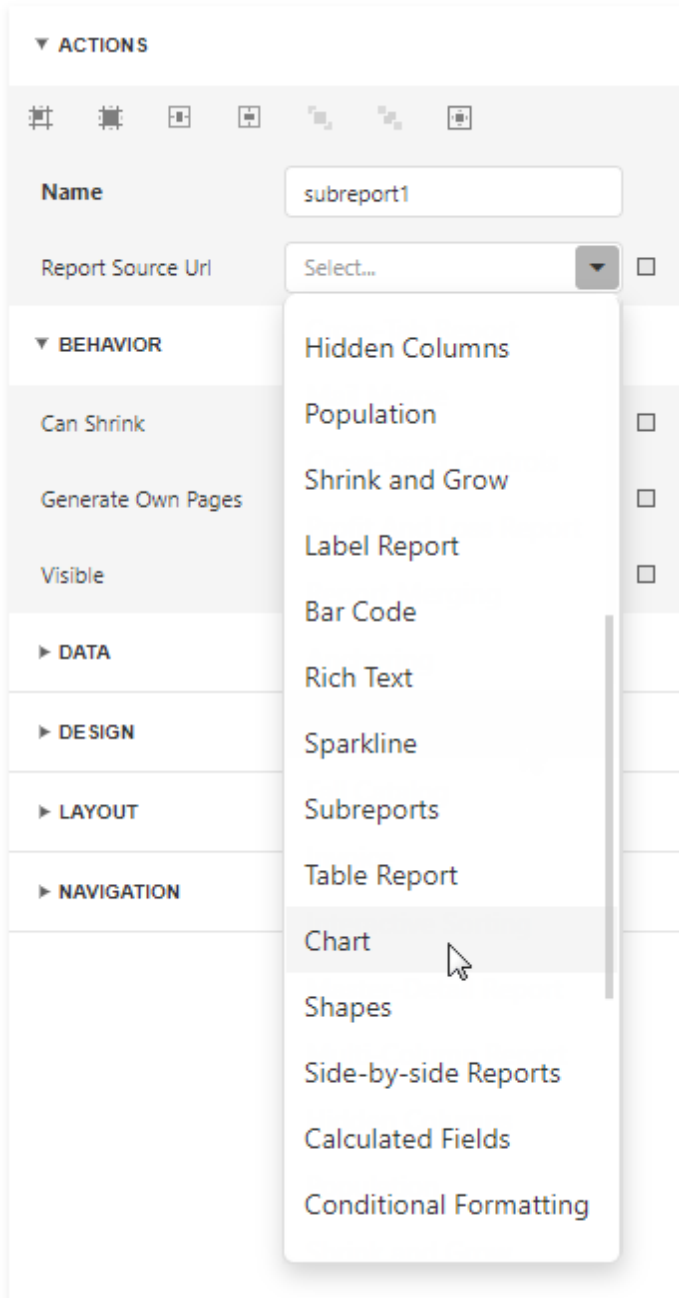 ACTIONS
Name
subreport1
Report Source Url
Select...
BEHAVIOR
Can Shrink
Generate Own Pages
Visible
DATA
DESIGN
LAYOUT
NAVIGATION
Hidden Columns
Population
Shrink and Grow
Label Report
Bar Code
Rich Text
Sparkline
Subreports
Table Report
Chart
Shapes
Side-by-side Reports
Calculated Fields
Conditional Formatting